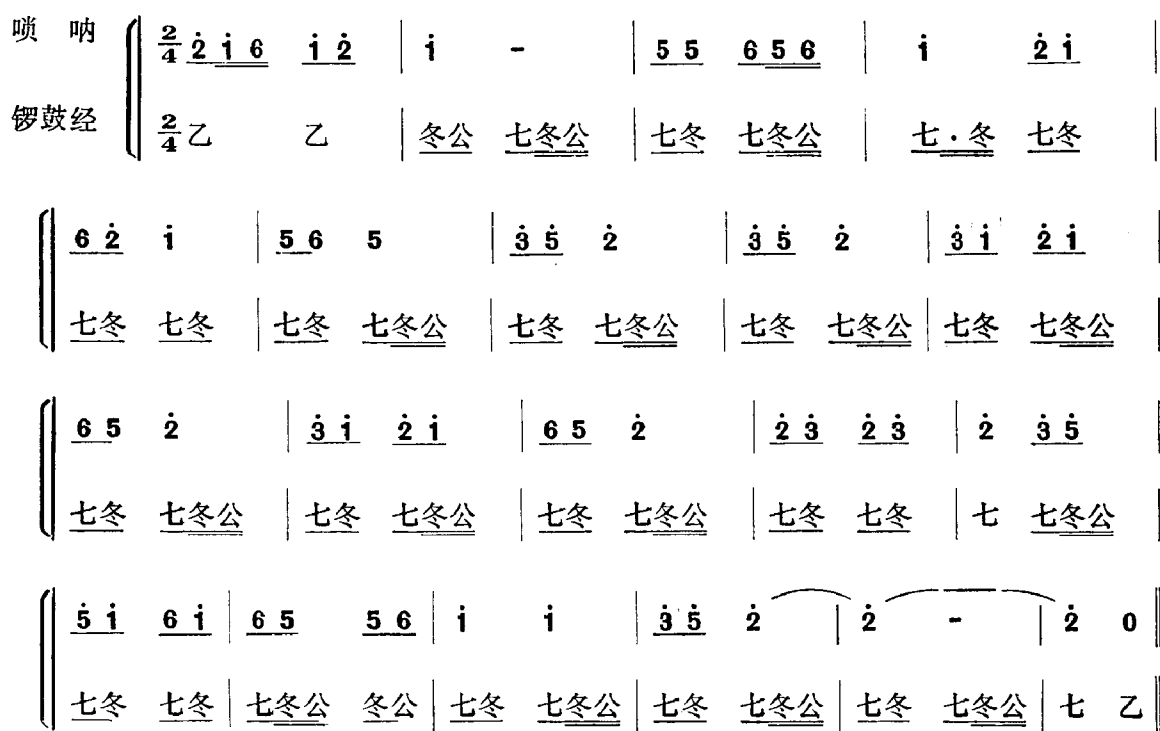 唢 呐 2/4 2̇ 1̇ 6 1̇ 2̇ | 1̇ - | 5 5 6 5 6 | 1̇ 2̇ 1̇ |
锣鼓经 2/4 乙 乙 | 冬公 七冬公 | 七冬 七冬公 | 七·冬 七冬 |
6 2̇ 1̇ | 5 6 5 | 3̇ 5̇ 2̇ | 3̇ 5̇ 2̇ | 3̇ 1̇ 2̇ 1̇ |
七冬 七冬 | 七冬 七冬公 | 七冬 七冬公 | 七冬 七冬公 | 七冬 七冬公 |
6 5 2̇ | 3̇ 1̇ 2̇ 1̇ | 6 5 2̇ | 2̇ 3̇ 2̇ 3̇ | 2̇ 3̇ 5̇ |
七冬 七冬公 | 七冬 七冬公 | 七冬 七冬公 | 七冬 七冬 | 七 七冬公 |
5̇ 1̇ 6 1̇ | 6 5 5 6 | 1̇ 1̇ | 3̇ 5̇ 2̇ | 2̇ - | 2̇ 0 ‖
七冬 七冬 | 七冬公 冬公 | 七冬 七冬公 | 七冬 七冬公 | 七冬 七冬公 | 七 乙 ‖